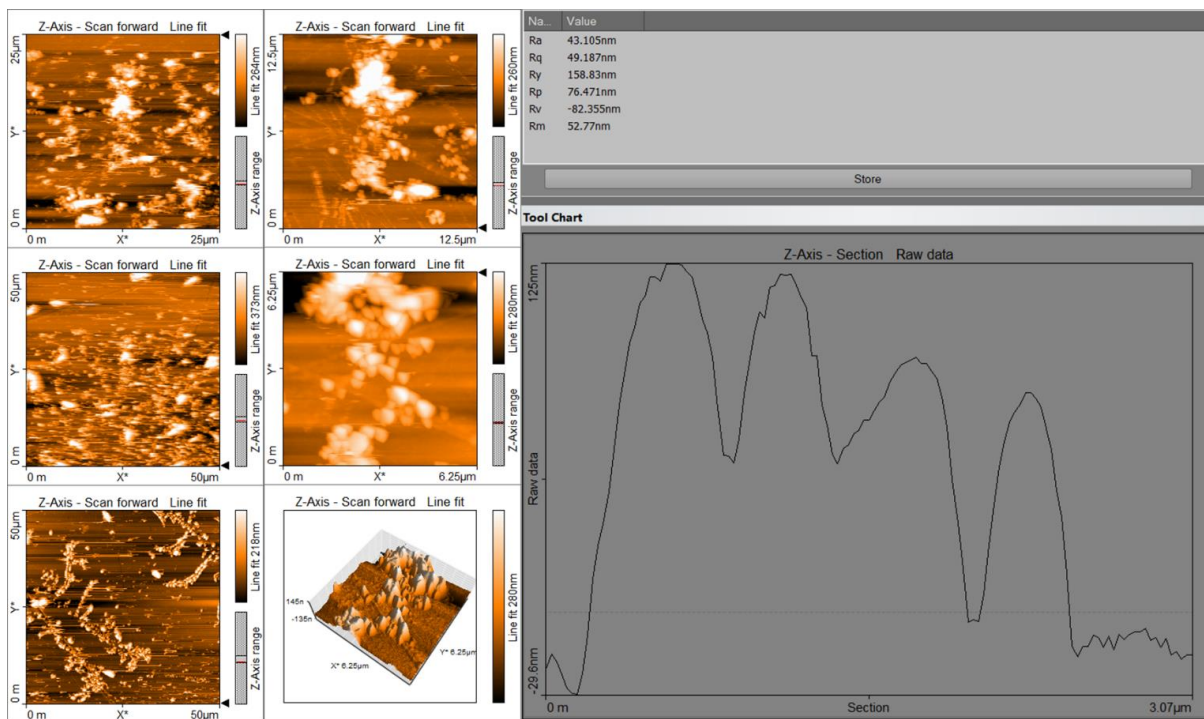 Z-Axis - Scan forward Line fit
25µm
Y*
0 m
0 m X* 25µm
Line fit 264nm
Z-Axis range
Z-Axis - Scan forward Line fit
12.5µm
Y*
0 m
0 m X* 12.5µm
Line fit 260nm
Z-Axis range
Z-Axis - Scan forward Line fit
50µm
Y*
0 m
0 m X* 50µm
Line fit 373nm
Z-Axis range
Z-Axis - Scan forward Line fit
6.25µm
Y*
0 m
0 m X* 6.25µm
Line fit 280nm
Z-Axis range
Z-Axis - Scan forward Line fit
50µm
Y*
0 m
0 m X* 50µm
Line fit 218nm
Z-Axis range
Z-Axis - Scan forward Line fit
145n
-135n
X* 6.25µm
Y* 6.25µm
Line fit 280nm
Na... Value
Ra 43.105nm
Rq 49.187nm
Ry 158.83nm
Rp 76.471nm
Rv -82.355nm
Rm 52.77nm
Store
Tool Chart
Z-Axis - Section Raw data
125nm
Raw data
-29.6nm
0 m Section 3.07µm